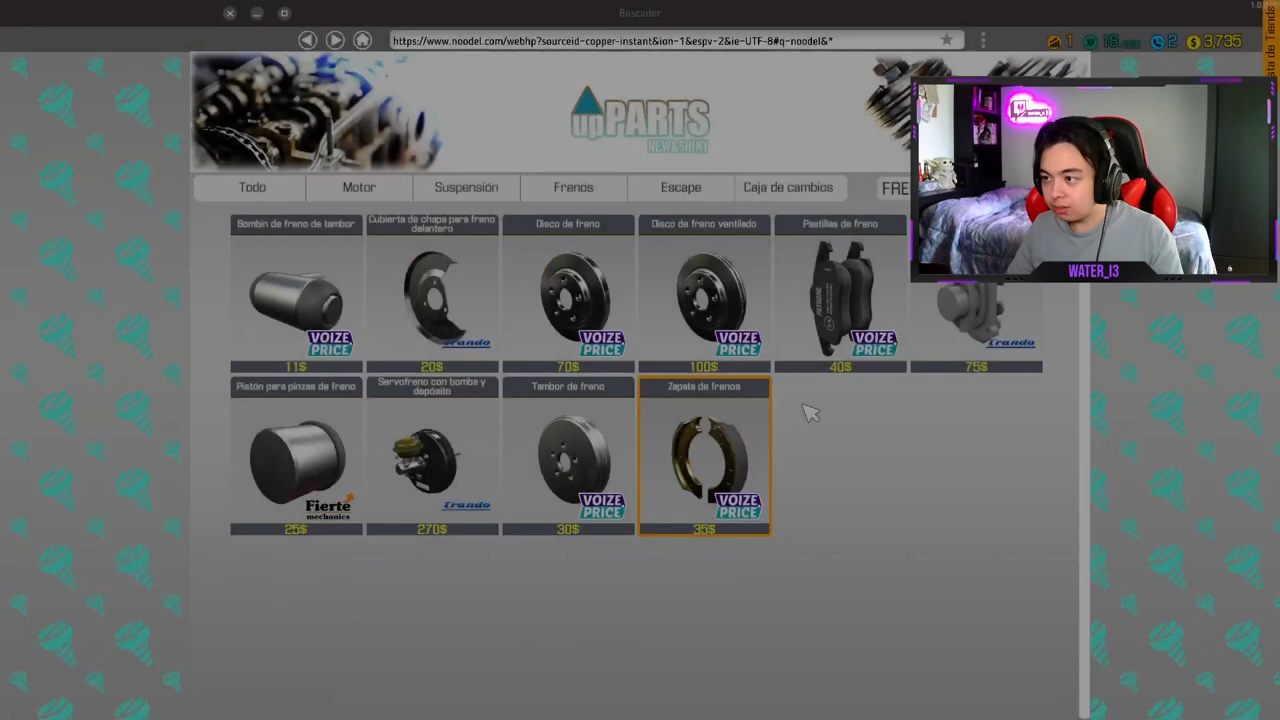 Buscador
https://www.noodel.com/webhp?sourceid-copper-instant&ion-1&espv-2&ie-UTF-8#q-noodel&*
1
2
$ 3,735
upPARTS
NEW&SHINY
Todo
Motor
Suspensión
Frenos
Escape
Caja de cambios
FRE
WATER_13
Bombín de freno de tambor
Cubierta de chapa para freno
delantero
Disco de freno
Disco de freno ventilado
Pastillas de freno
VOIZE
PRICE
Trando
VOIZE
PRICE
VOIZE
PRICE
VOIZE
PRICE
Trando
11$
20$
70$
100$
40$
75$
Pistón para pinzas de freno
Servofreno con bomba y
depósito
Tambor de freno
Zapata de frenos
Fierte
mechanics
Trando
VOIZE
PRICE
VOIZE
PRICE
25$
270$
30$
35$